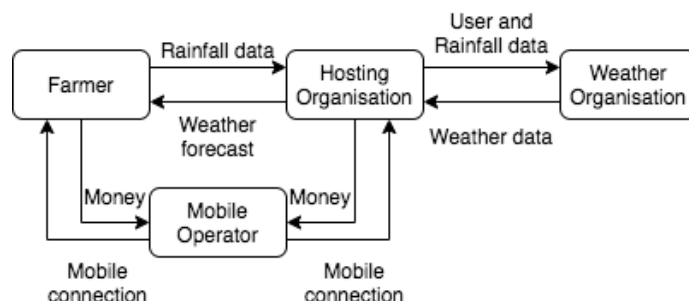 User and
Rainfall data
Rainfall data
Farmer
Hosting
Organisation
Weather
Organisation
Weather
forecast
Weather data
Money
Money
Mobile
Operator
Mobile
connection
Mobile
connection